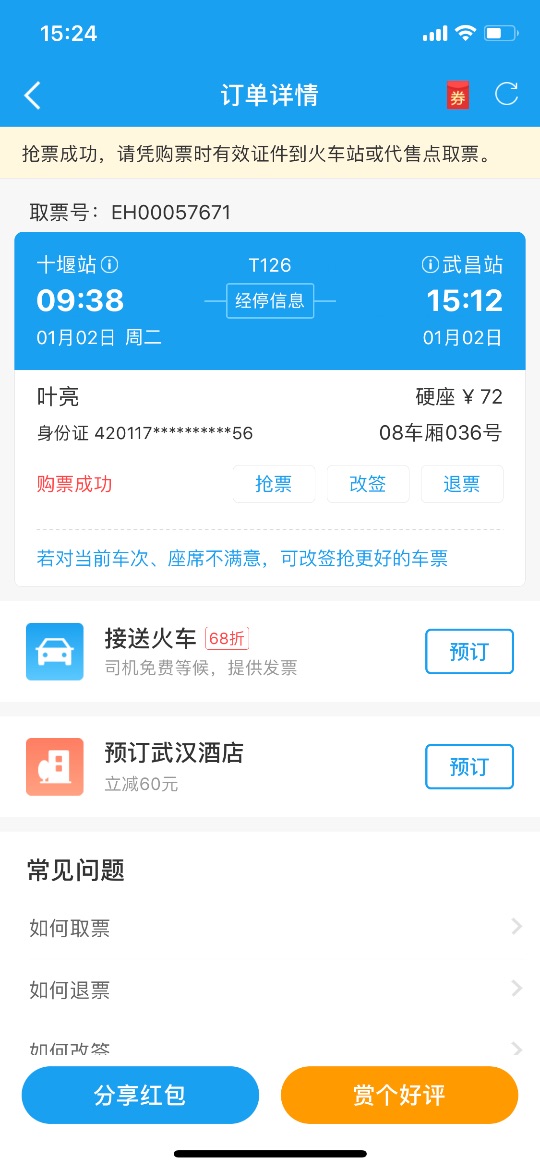 15:24
订单详情
券
抢票成功，请凭购票时有效证件到火车站或代售点取票。
取票号：EH00057671
十堰站 T126 武昌站
09:38 经停信息 15:12
01月02日 周二 01月02日
叶亮 硬座 ¥ 72
身份证 420117**********56 08车厢036号
购票成功 抢票 改签 退票
若对当前车次、座席不满意，可改签抢更好的车票
接送火车 68折
预订
司机免费等候，提供发票
预订武汉酒店
预订
立减60元
常见问题
如何取票
如何退票
如何改签
分享红包 赏个好评